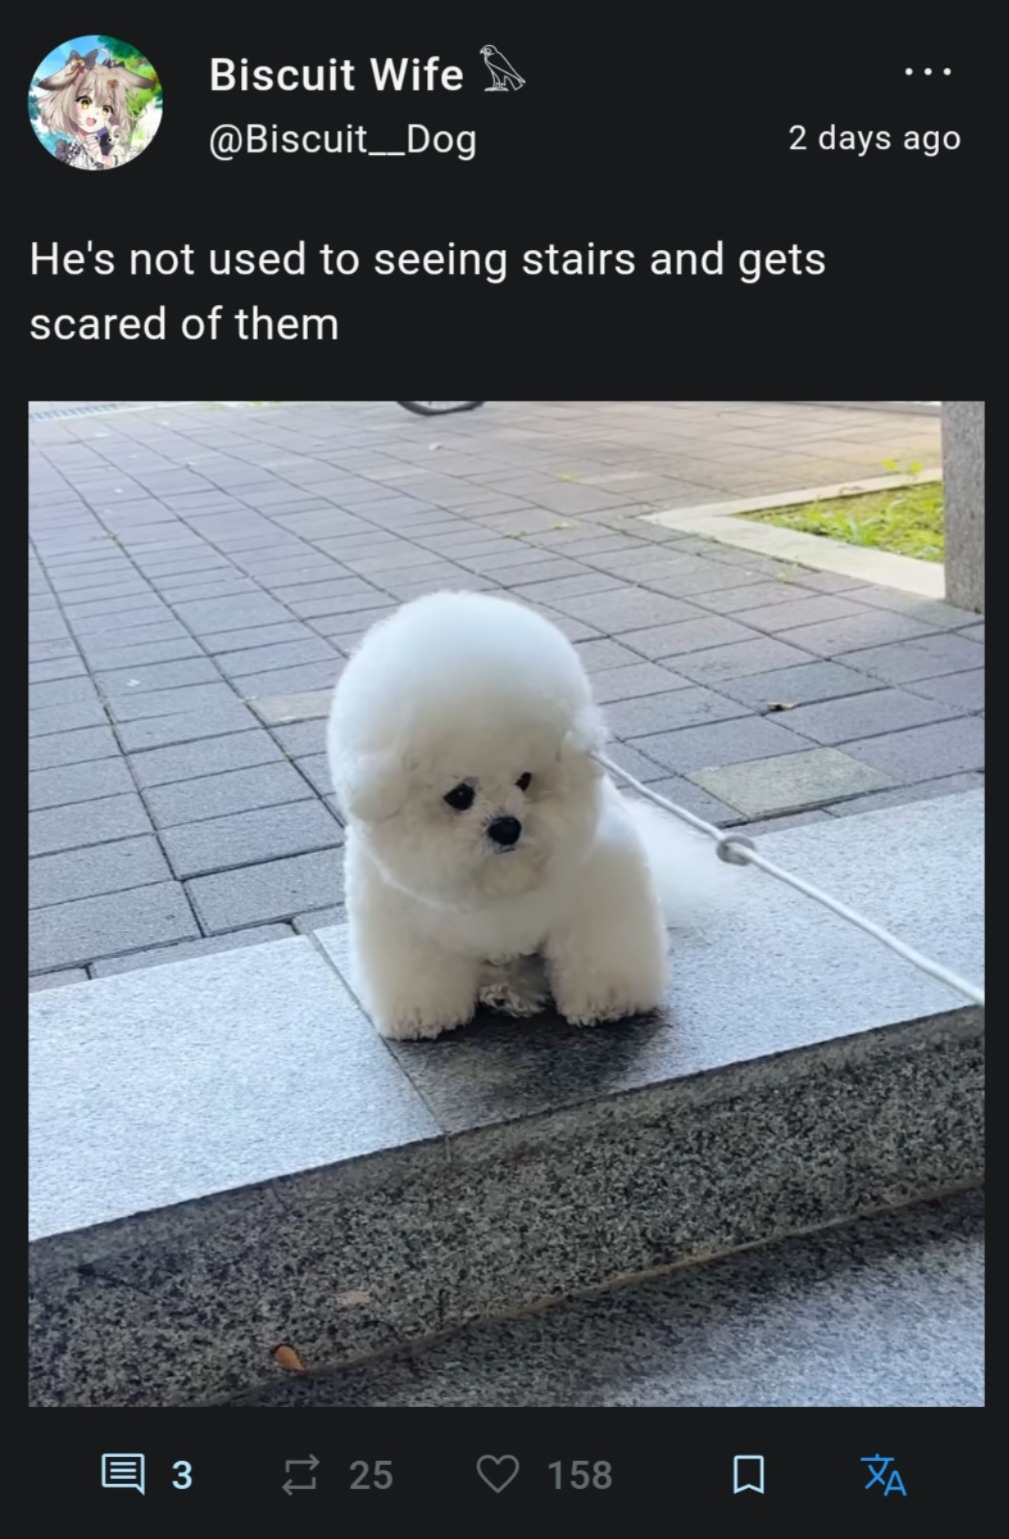 Biscuit Wife 𓅃
@Biscuit__Dog
2 days ago
He's not used to seeing stairs and gets
scared of them
3 25 158